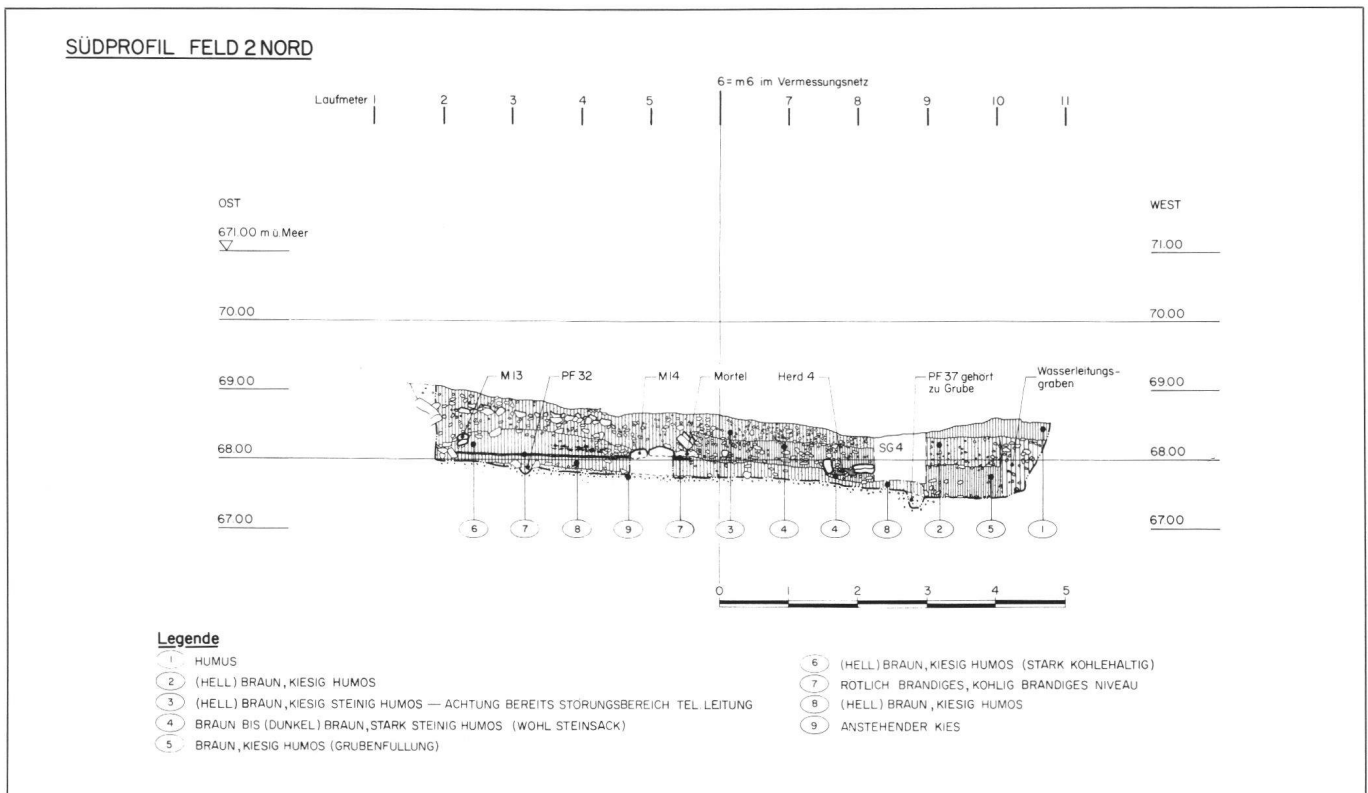 SÜDPROFIL FELD 2 NORD
6 = m 6 im Vermessungsnetz
Laufmeter 1 2 3 4 5 7 8 9 10 11
OST WEST
671.00 m ü. Meer 71.00
70.00 70.00
69.00 69.00
M 13 PF 32 M 14 Mörtel Herd 4 PF 37 gehört zu Grube Wasserleitungs-graben
SG 4
68.00 68.00
67.00 67.00
6 7 8 9 7 3 4 4 8 2 5 1
0 1 2 3 4 5
Legende
1 HUMUS
2 (HELL) BRAUN, KIESIG HUMOS
3 (HELL) BRAUN, KIESIG STEINIG HUMOS — ACHTUNG BEREITS STÖRUNGSBEREICH TEL. LEITUNG
4 BRAUN BIS (DUNKEL) BRAUN, STARK STEINIG HUMOS (WOHL STEINSACK)
5 BRAUN, KIESIG HUMOS (GRUBENFÜLLUNG)
6 (HELL) BRAUN, KIESIG HUMOS (STARK KOHLEHALTIG)
7 RÖTLICH BRANDIGES, KOHLIG BRANDIGES NIVEAU
8 (HELL) BRAUN, KIESIG HUMOS
9 ANSTEHENDER KIES